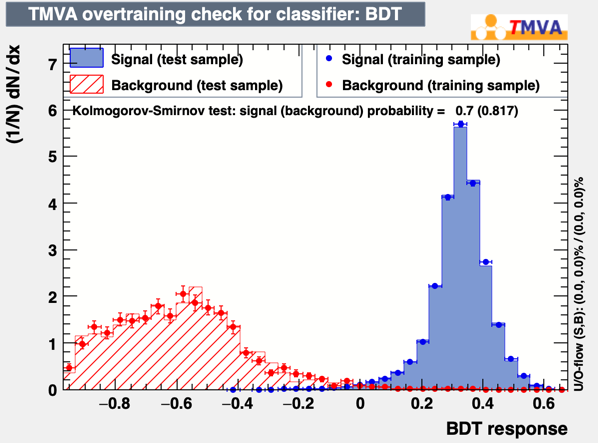 TMVA overtraining check for classifier: BDT
TMVA
(1/N) dN/dx
Signal (test sample)
Background (test sample)
Signal (training sample)
Background (training sample)
Kolmogorov-Smirnov test: signal (background) probability = 0.7 (0.817)
7
6
5
4
3
2
1
0
−0.8 −0.6 −0.4 −0.2 0 0.2 0.4 0.6
BDT response
U/O-flow (S,B): (0.0, 0.0)% / (0.0, 0.0)%